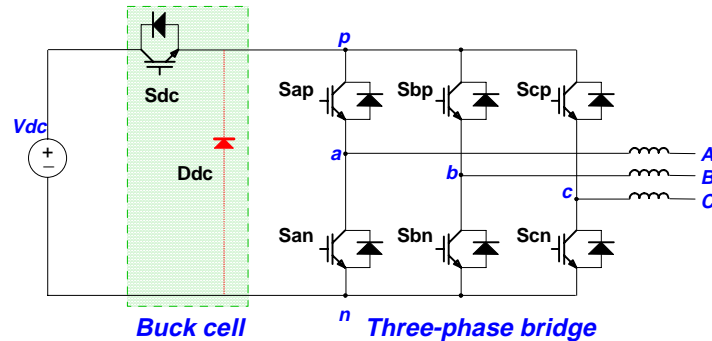 p
Sdc
Sap
Sbp
Scp
Vdc
+
−
Ddc
a
A
b
B
c
C
San
Sbn
Scn
n
Buck cell
Three-phase bridge